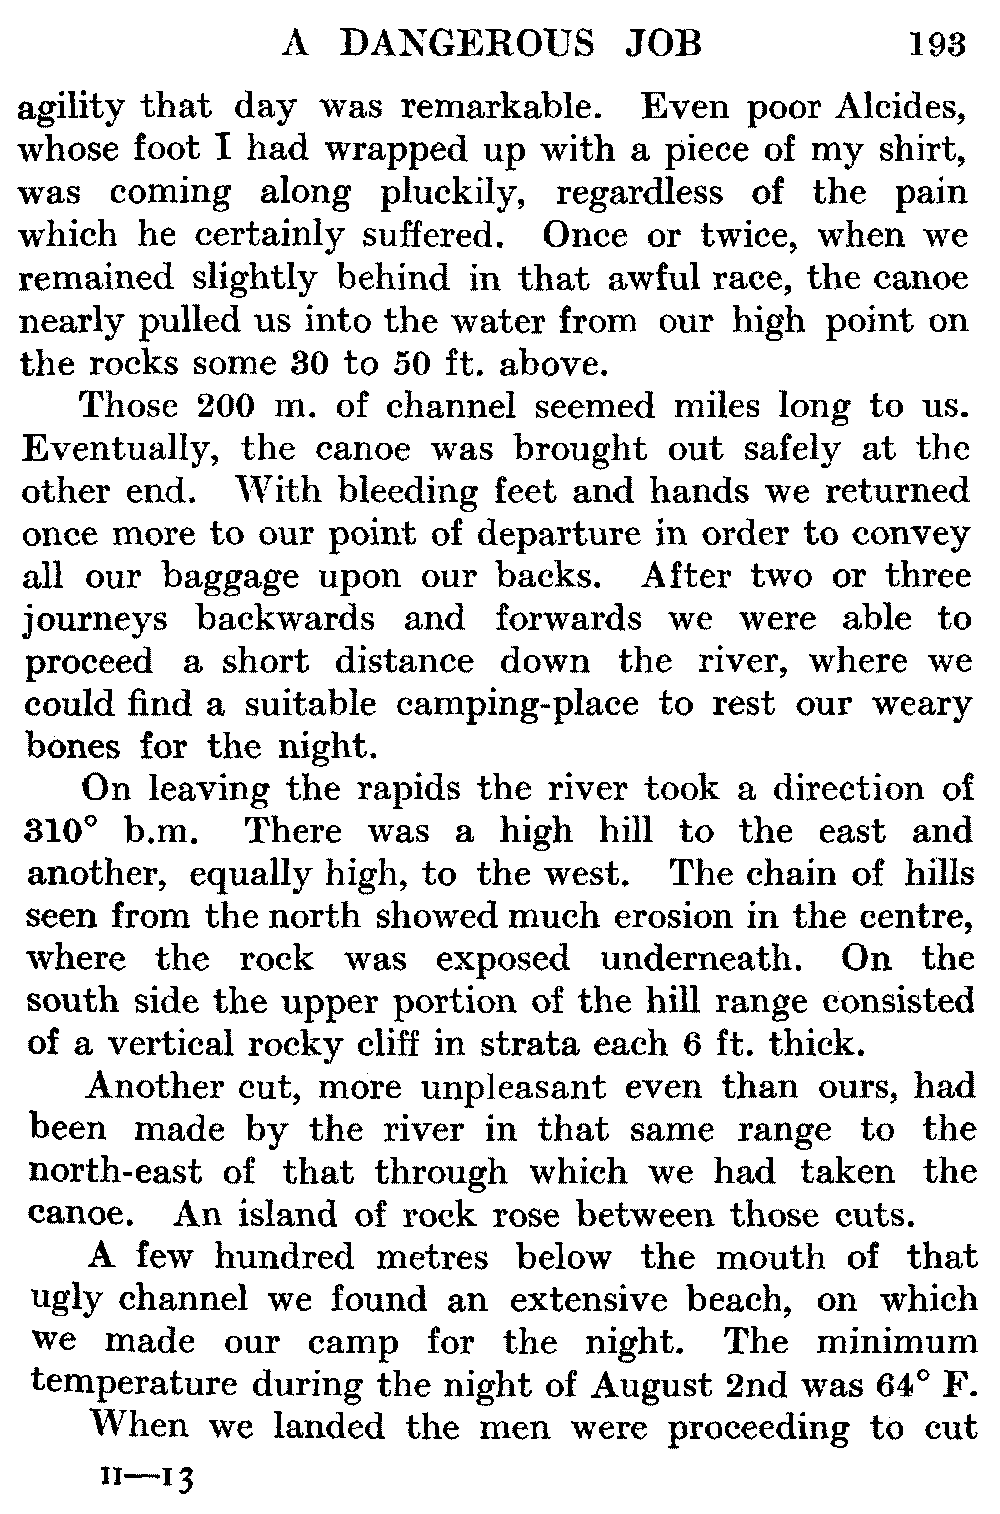 A DANGEROUS JOB 193
agility that day was remarkable. Even poor Alcides,
whose foot I had wrapped up with a piece of my shirt,
was coming along pluckily, regardless of the pain
which he certainly suffered. Once or twice, when we
remained slightly behind in that awful race, the canoe
nearly pulled us into the water from our high point on
the rocks some 30 to 50 ft. above.
Those 200 m. of channel seemed miles long to us.
Eventually, the canoe was brought out safely at the
other end. With bleeding feet and hands we returned
once more to our point of departure in order to convey
all our baggage upon our backs. After two or three
journeys backwards and forwards we were able to
proceed a short distance down the river, where we
could find a suitable camping-place to rest our weary
bones for the night.
On leaving the rapids the river took a direction of
310° b.m. There was a high hill to the east and
another, equally high, to the west. The chain of hills
seen from the north showed much erosion in the centre,
where the rock was exposed underneath. On the
south side the upper portion of the hill range consisted
of a vertical rocky cliff in strata each 6 ft. thick.
Another cut, more unpleasant even than ours, had
been made by the river in that same range to the
north-east of that through which we had taken the
canoe. An island of rock rose between those cuts.
A few hundred metres below the mouth of that
ugly channel we found an extensive beach, on which
we made our camp for the night. The minimum
temperature during the night of August 2nd was 64° F.
When we landed the men were proceeding to cut
II—13